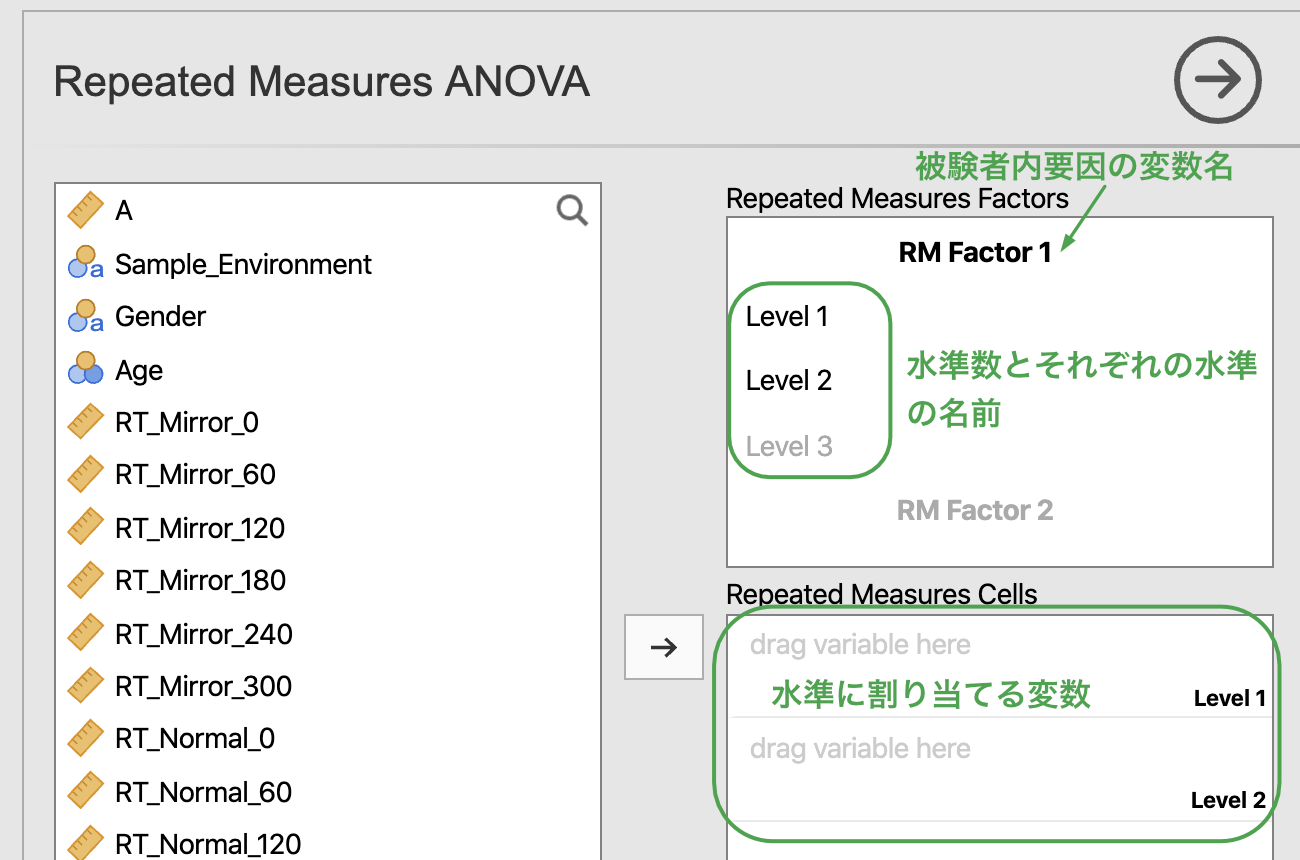 Repeated Measures ANOVA
A
Sample_Environment
Gender
Age
RT_Mirror_0
RT_Mirror_60
RT_Mirror_120
RT_Mirror_180
RT_Mirror_240
RT_Mirror_300
RT_Normal_0
RT_Normal_60
RT_Normal_120
被験者内要因の変数名
Repeated Measures Factors
RM Factor 1
Level 1
Level 2
Level 3
水準数とそれぞれの水準
の名前
RM Factor 2
Repeated Measures Cells
drag variable here
水準に割り当てる変数
Level 1
drag variable here
Level 2